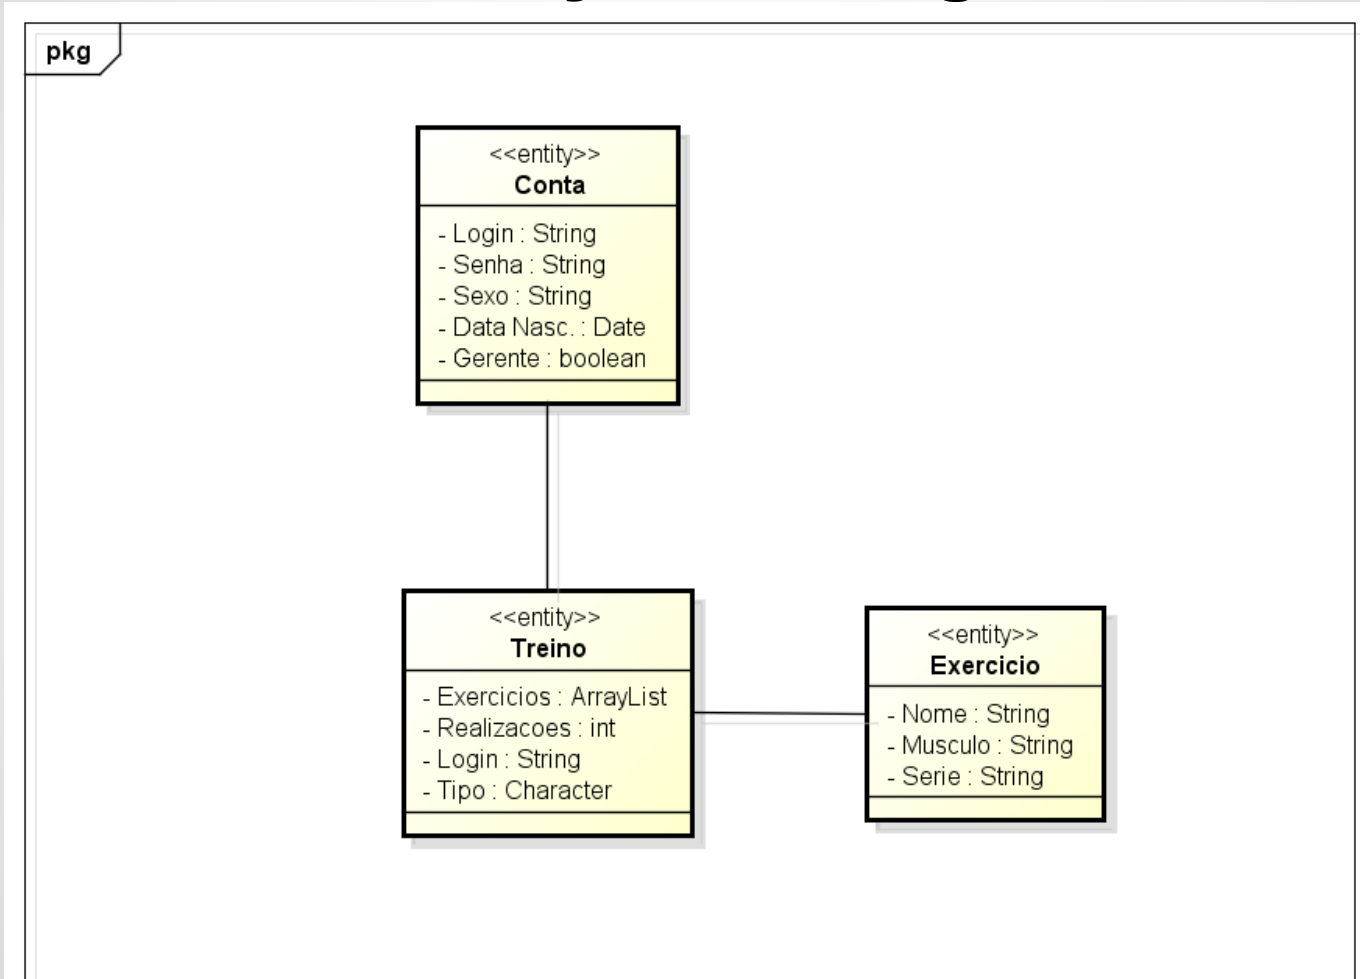 pkg
<<entity>>
Conta
- Login : String
- Senha : String
- Sexo : String
- Data Nasc. : Date
- Gerente : boolean
<<entity>>
Treino
- Exercicios : ArrayList
- Realizacoes : int
- Login : String
- Tipo : Character
<<entity>>
Exercicio
- Nome : String
- Musculo : String
- Serie : String